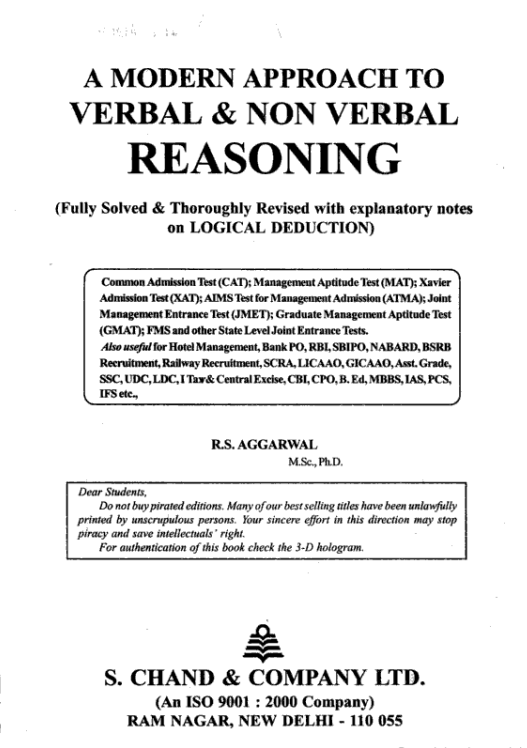 A MODERN APPROACH TO
VERBAL & NON VERBAL
REASONING
(Fully Solved & Thoroughly Revised with explanatory notes
on LOGICAL DEDUCTION)
Common Admission Test (CAT); Management Aptitude Test (MAT); Xavier
Admission Test (XAT); AIMS Test for Management Admission (ATMA); Joint
Management Entrance Test (JMET); Graduate Management Aptitude Test
(GMAT); FMS and other State Level Joint Entrance Tests.
Also useful for Hotel Management, Bank PO, RBI, SBIPO, NABARD, BSRB
Recruitment, Railway Recruitment, SCRA, LICAAO, GICAAO, Asst. Grade,
SSC, UDC, LDC, I Tax & Central Excise, CBI, CPO, B. Ed, MBBS, IAS, PCS,
IFS etc.,
R.S. AGGARWAL
M.Sc., Ph.D.
Dear Students,
Do not buy pirated editions. Many of our best selling titles have been unlawfully
printed by unscrupulous persons. Your sincere effort in this direction may stop
piracy and save intellectuals' right.
For authentication of this book check the 3-D hologram.
S. CHAND & COMPANY LTD.
(An ISO 9001 : 2000 Company)
RAM NAGAR, NEW DELHI - 110 055